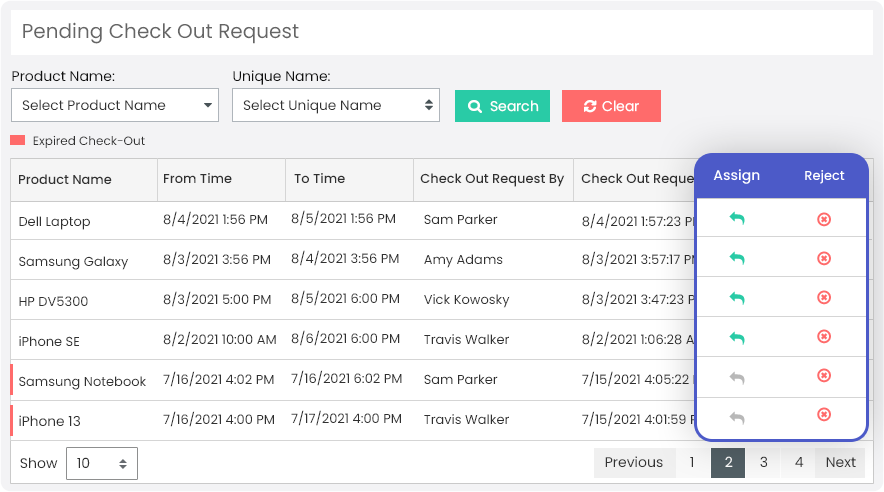 Pending Check Out Request
Product Name: Unique Name:
Select Product Name Select Unique Name Search Clear
Expired Check-Out
Product Name From Time To Time Check Out Request By Check Out Assign Reject
Dell Laptop 8/4/2021 1:56 PM 8/5/2021 1:56 PM Sam Parker 8/4/2021 1:57:23
Samsung Galaxy 8/3/2021 3:56 PM 8/4/2021 3:56 PM Amy Adams 8/3/2021 3:57:17
HP DV5300 8/3/2021 5:00 PM 8/5/2021 6:00 PM Vick Kowosky 8/3/2021 3:47:23
iPhone SE 8/2/2021 10:00 AM 8/6/2021 6:00 PM Travis Walker 8/2/2021 1:06:28
Samsung Notebook 7/16/2021 4:02 PM 7/16/2021 6:02 PM Sam Parker 7/15/2021 4:05:22
iPhone 13 7/16/2021 4:00 PM 7/17/2021 4:00 PM Travis Walker 7/15/2021 4:01:59
Show 10 Previous 1 2 3 4 Next